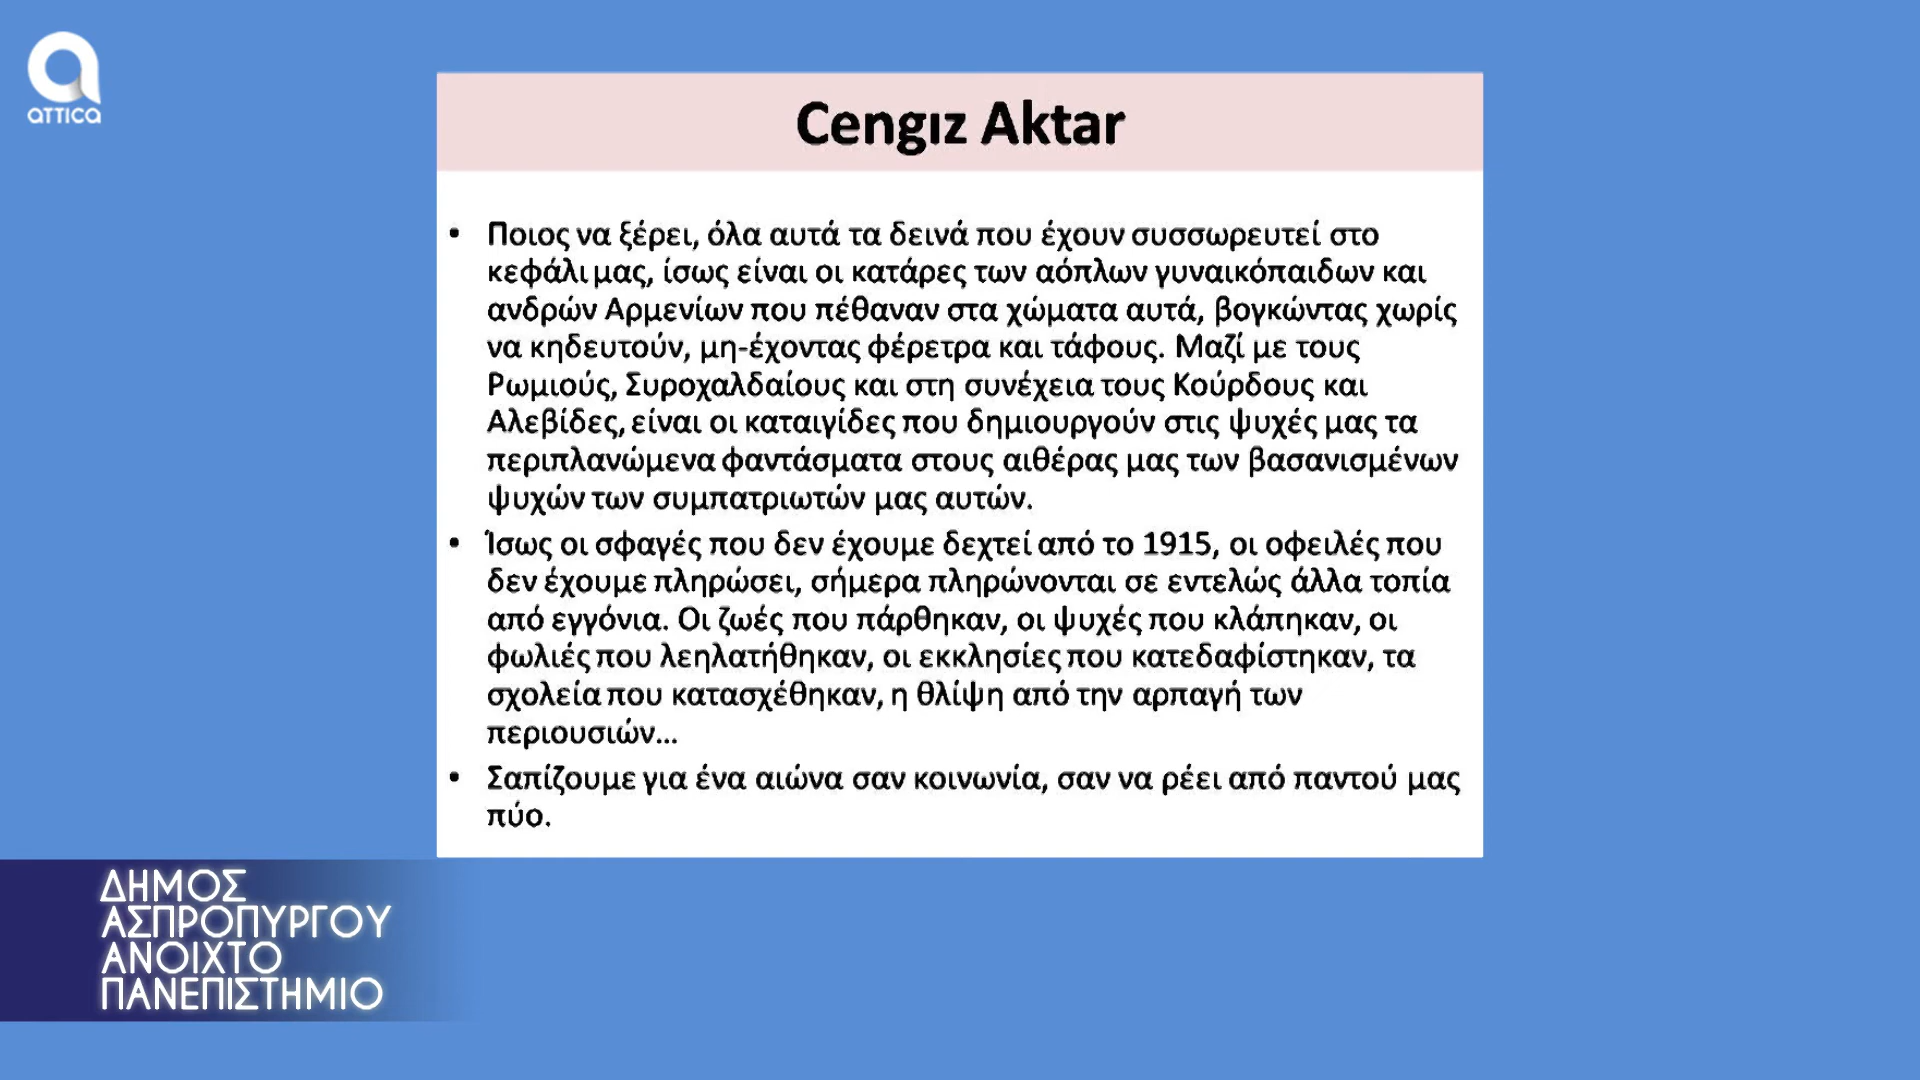 αττica
Cengız Aktar
• Ποιος να ξέρει, όλα αυτά τα δεινά που έχουν συσσωρευτεί στο
κεφάλι μας, ίσως είναι οι κατάρες των αόπλων γυναικόπαιδων και
ανδρών Αρμενίων που πέθαναν στα χώματα αυτά, βογκώντας χωρίς
να κηδευτούν, μη-έχοντας φέρετρα και τάφους. Μαζί με τους
Ρωμιούς, Συροχαλδαίους και στη συνέχεια τους Κούρδους και
Αλεβίδες, είναι οι καταιγίδες που δημιουργούν στις ψυχές μας τα
περιπλανώμενα φαντάσματα στους αιθέρας μας των βασανισμένων
ψυχών των συμπατριωτών μας αυτών.
• Ίσως οι σφαγές που δεν έχουμε δεχτεί από το 1915, οι οφειλές που
δεν έχουμε πληρώσει, σήμερα πληρώνονται σε εντελώς άλλα τοπία
από εγγόνια. Οι ζωές που πάρθηκαν, οι ψυχές που κλάπηκαν, οι
φωλιές που λεηλατήθηκαν, οι εκκλησίες που κατεδαφίστηκαν, τα
σχολεία που κατασχέθηκαν, η θλίψη από την αρπαγή των
περιουσιών...
• Σαπίζουμε για ένα αιώνα σαν κοινωνία, σαν να ρέει από παντού μας
πύο.
ΔΗΜΟΣ
ΑΣΠΡΟΠΥΡΓΟΥ
ΑΝΟΙΧΤΟ
ΠΑΝΕΠΙΣΤΗΜΙΟ